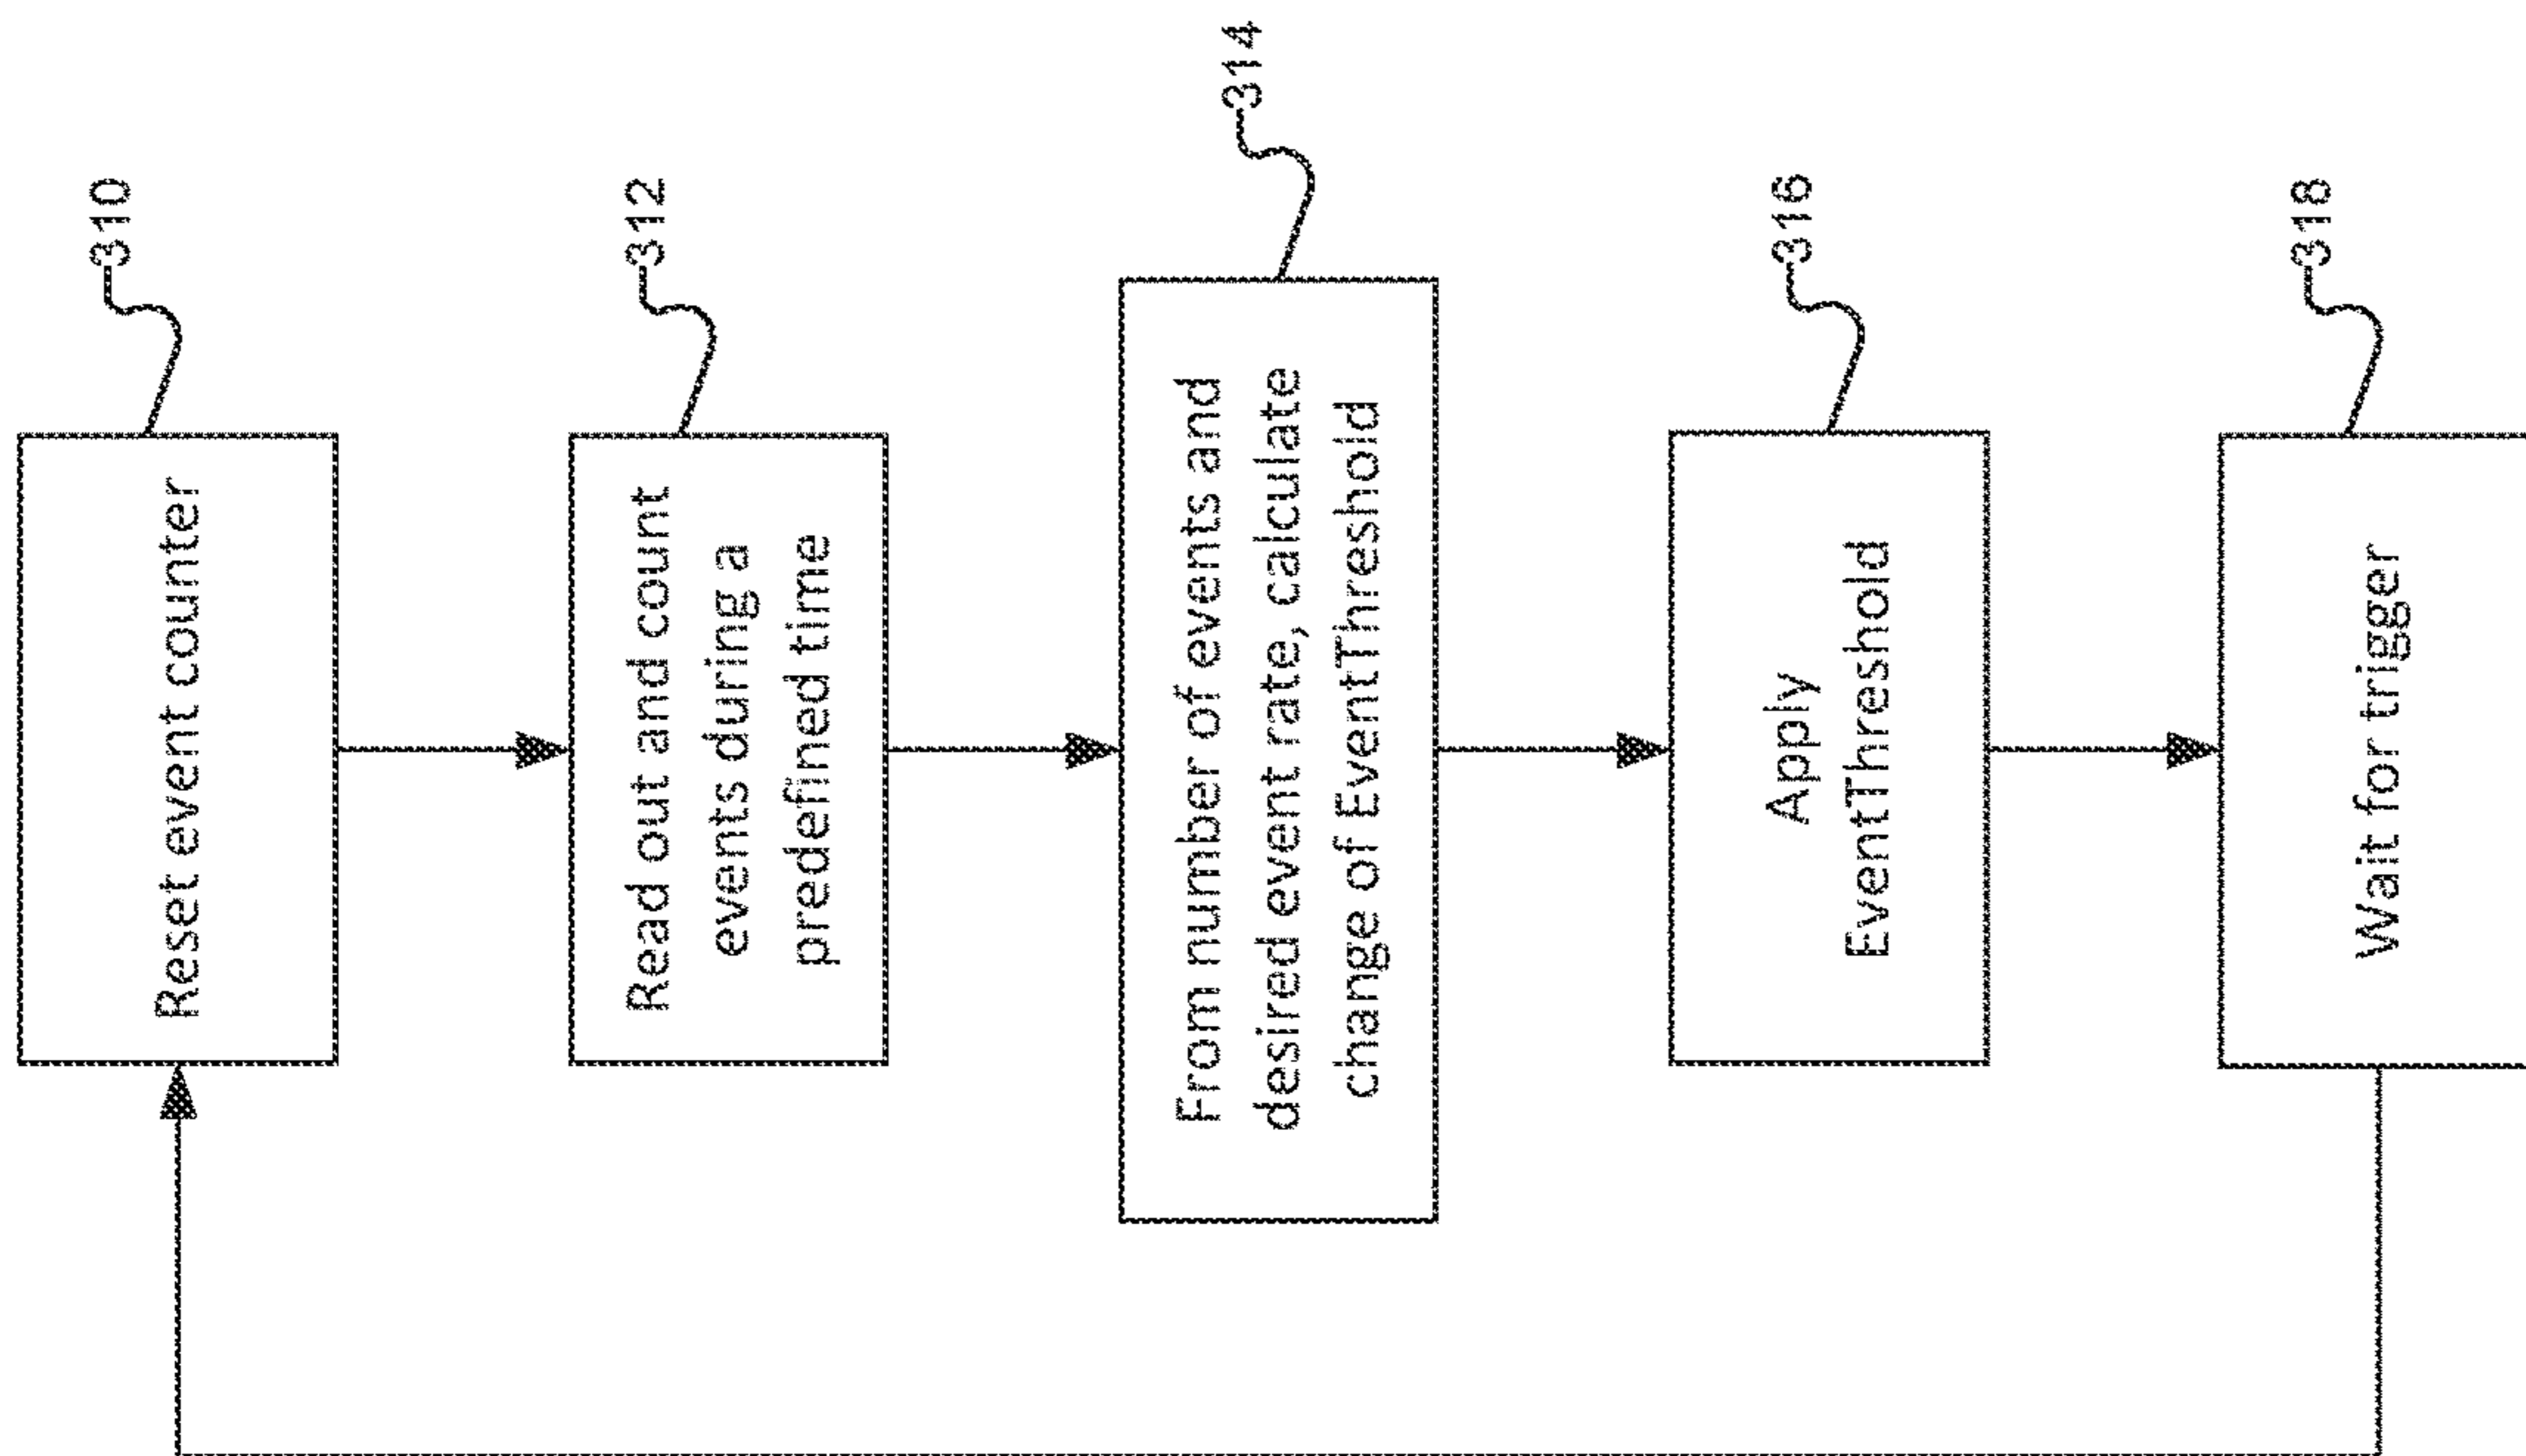 310
Reset event counter
312
Read out and count
events during a
predefined time
314
From number of events and
desired event rate, calculate
change of EventThreshold
316
Apply
EventThreshold
318
Wait for trigger